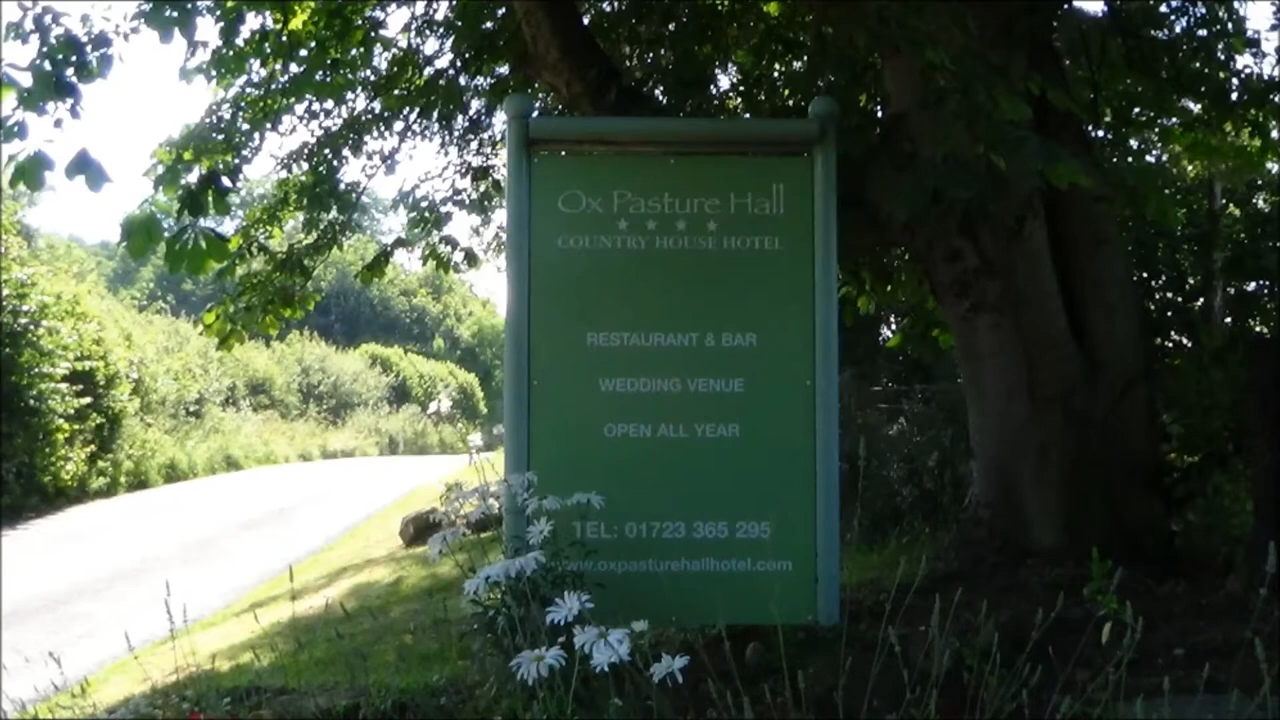 Ox Pasture Hall
★ ★ ★ ★
COUNTRY HOUSE HOTEL
RESTAURANT & BAR
WEDDING VENUE
OPEN ALL YEAR
TEL: 01723 365 295
www.oxpasturehallhotel.com